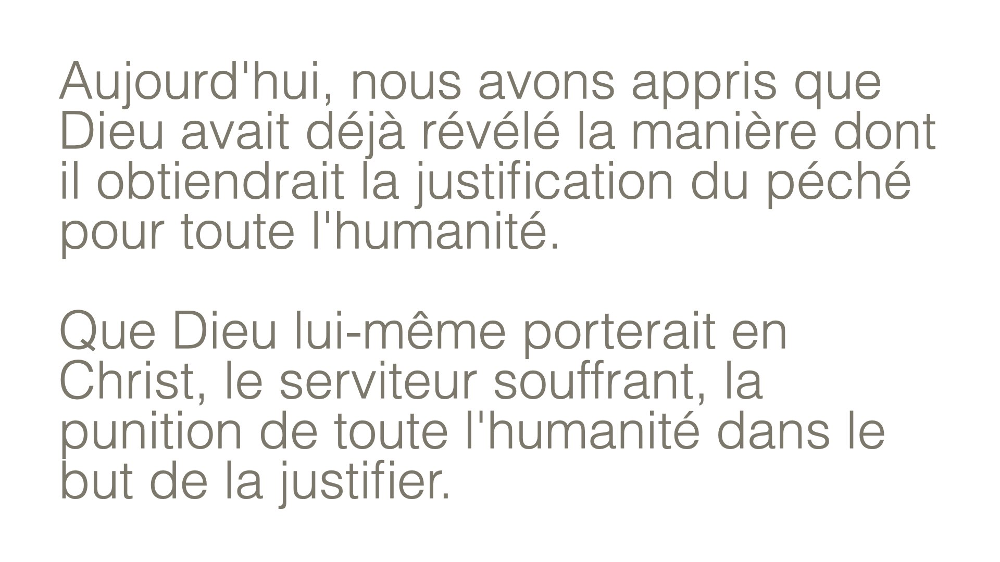 Aujourd'hui, nous avons appris que
Dieu avait déjà révélé la manière dont
il obtiendrait la justification du péché
pour toute l'humanité.
Que Dieu lui-même porterait en
Christ, le serviteur souffrant, la
punition de toute l'humanité dans le
but de la justifier.